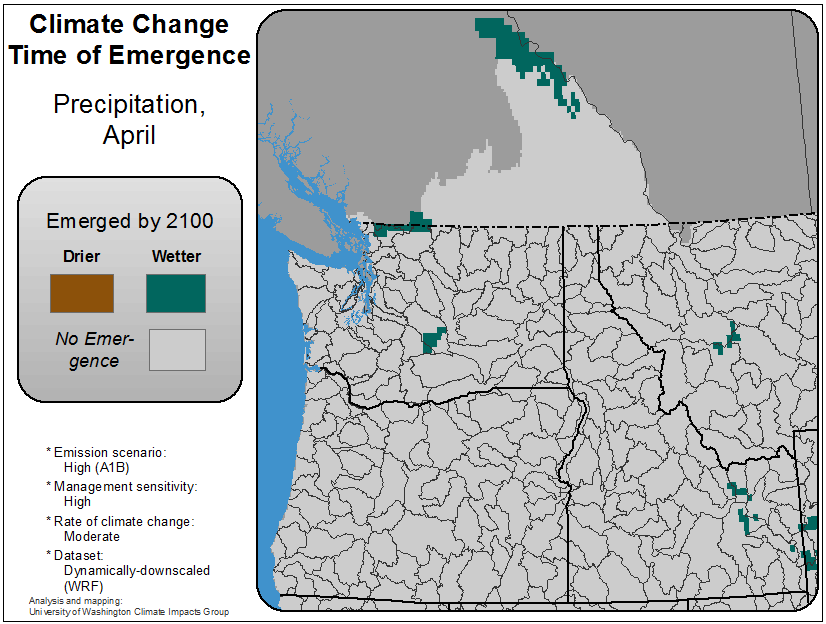 Climate Change
Time of Emergence
Precipitation,
April
Emerged by 2100
Drier Wetter
No Emer-
gence
* Emission scenario:
High (A1B)
* Management sensitivity:
High
* Rate of climate change:
Moderate
* Dataset:
Dynamically-downscaled
(WRF)
Analysis and mapping:
University of Washington Climate Impacts Group